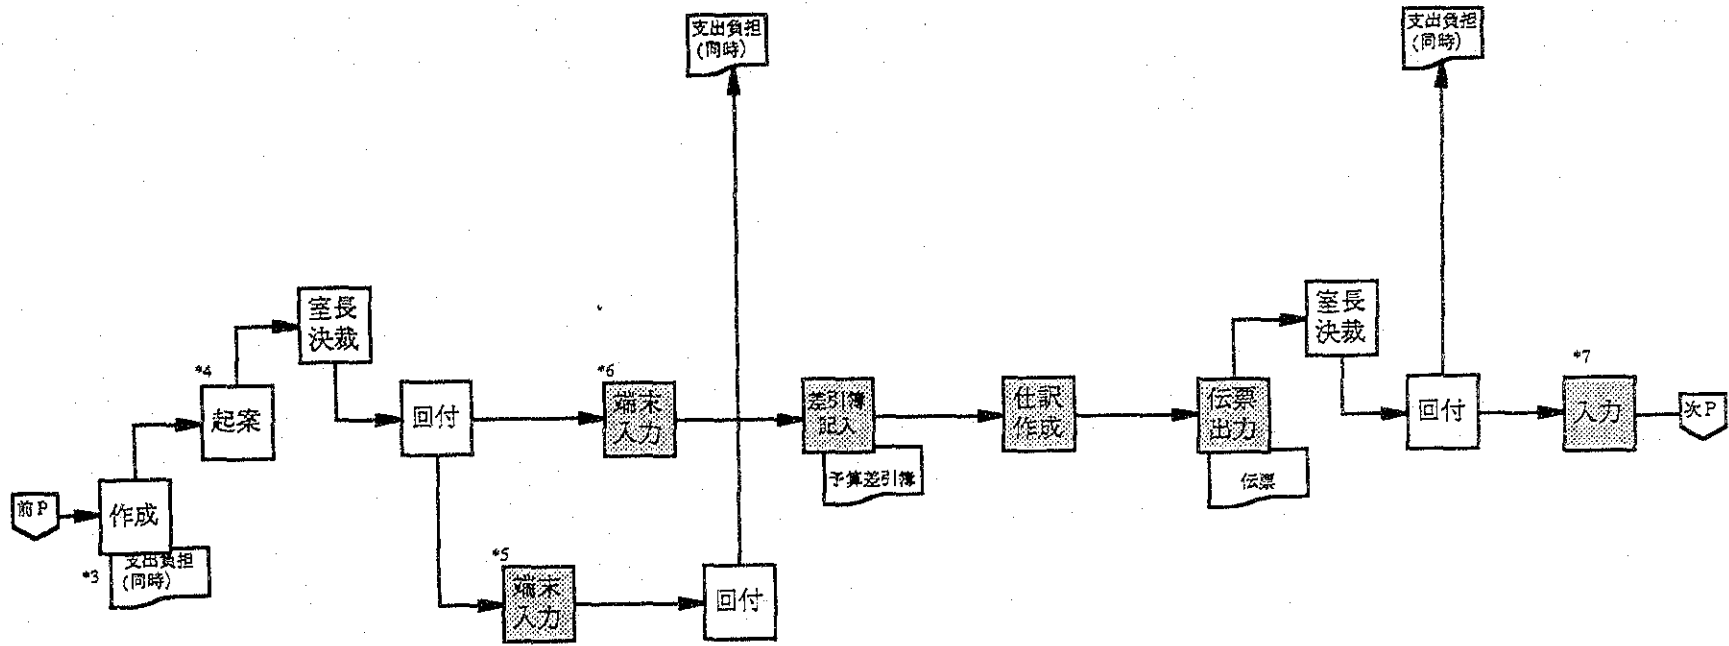 支出負担
(同時)
支出負担
(同時)
室長
決裁
室長
決裁
*4
*6
*7
起案
回付
端末
入力
差引簿
記入
仕訳
作成
伝票
出力
回付
入力
次P
予算差引簿
伝票
前P
作成
*3
支出負担
(同時)
*5
端末
入力
回付